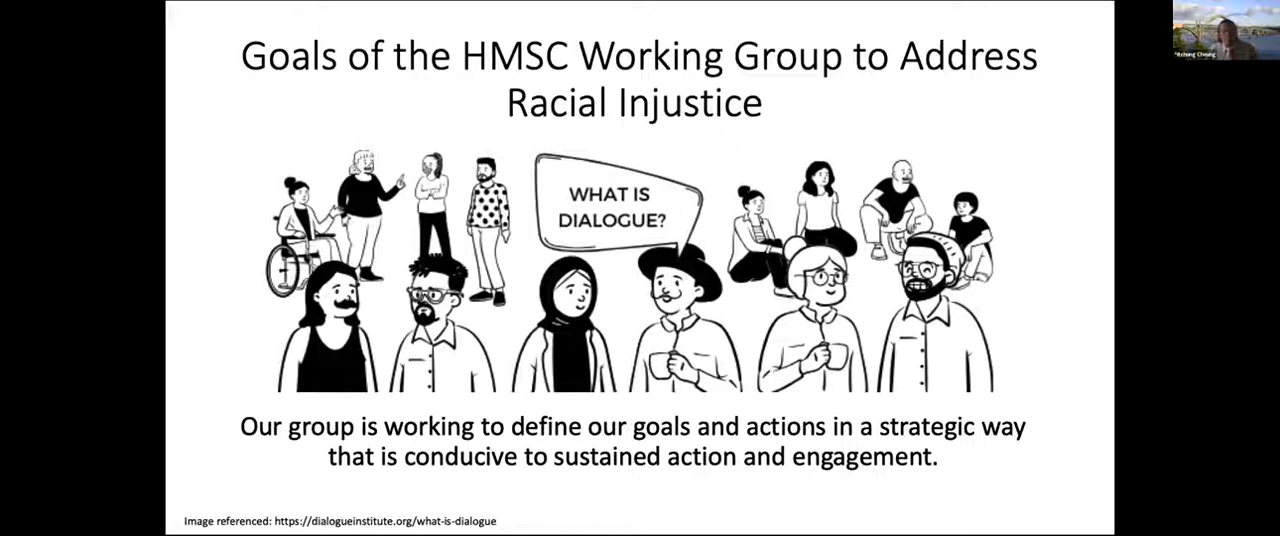 Goals of the HMSC Working Group to Address
Racial Injustice
WHAT IS
DIALOGUE?
Our group is working to define our goals and actions in a strategic way
that is conducive to sustained action and engagement.
Image referenced: https://dialogueinstitute.org/what-is-dialogue